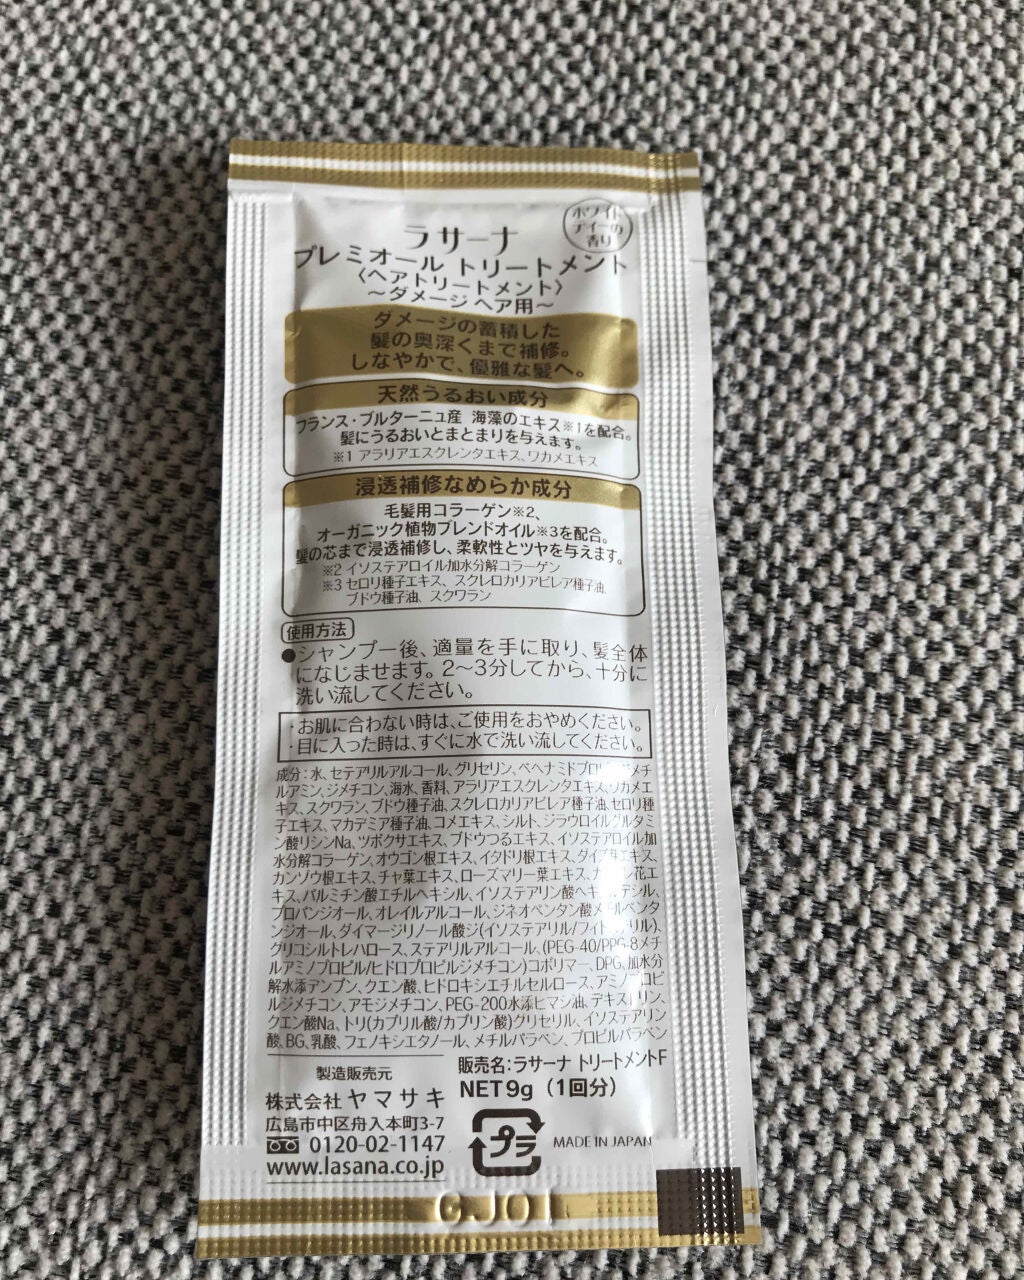 ホワイト
ティーの
香り
ラサーナ
プレミオール トリートメント
〈ヘアトリートメント〉
～ダメージ ヘア用～
ダメージの蓄積した
髪の奥深くまで補修。
しなやかで、優雅な髪へ。
天然うるおい成分
フランス・ブルターニュ産 海藻のエキス※1を配合。
髪にうるおいとまとまりを与えます。
※1 アラリアエスクレンタエキス、ワカメエキス
浸透補修なめらか成分
毛髪用コラーゲン※2、
オーガニック植物ブレンドオイル※3を配合。
髪の芯まで浸透補修し、柔軟性とツヤを与えます。
※2 イソステアロイル加水分解コラーゲン
※3 セロリ種子エキス、スクレロカリアビレア種子油、
ブドウ種子油、スクワラン
使用方法
●シャンプー後、適量を手に取り、髪全体
になじませます。2～3分してから、十分に
洗い流してください。
・お肌に合わない時は、ご使用をおやめください。
・目に入った時は、すぐに水で洗い流してください。
成分：水、セテアリルアルコール、グリセリン、ベヘナミドプロピルジメチ
ルアミン、ジメチコン、海水、香料、アラリアエスクレンタエキス、ワカメエ
キス、スクワラン、ブドウ種子油、スクレロカリアビレア種子油、セロリ種
子エキス、マカデミア種子油、コメエキス、シルト、ジラウロイルグルタミ
ン酸リシンNa、ツボクサエキス、ブドウつるエキス、イソステアロイル加
水分解コラーゲン、オウゴン根エキス、イタドリ根エキス、ダイズ芽エキス、
カンゾウ根エキス、チャ葉エキス、ローズマリー葉エキス、カミツレ花エ
キス、パルミチン酸エチルヘキシル、イソステアリン酸ヘキシルデシル、
プロパンジオール、オレイルアルコール、ジネオペンタン酸メチルペンタ
ンジオール、ダイマージリノール酸ジ(イソステアリル/フィトステリル)、
グリコシルトレハロース、ステアリルアルコール、(PEG-40/PPG-8メチ
ルアミノプロピル/ヒドロプロピルジメチコン)コポリマー、DPG、加水分
解水添デンプン、クエン酸、ヒドロキシエチルセルロース、アミノプロピ
ルジメチコン、アモジメチコン、PEG-200水添ヒマシ油、デキストリン、
クエン酸Na、トリ(カプリル酸/カプリン酸)グリセリル、イソステアリン
酸、BG、乳酸、フェノキシエタノール、メチルパラベン、プロピルパラベン
製造販売元
株式会社 ヤマサキ
広島市中区舟入本町3-7
0120-02-1147
www.lasana.co.jp
販売名：ラサーナ トリートメントF
NET9g（1回分）
プラ
MADE IN JAPAN